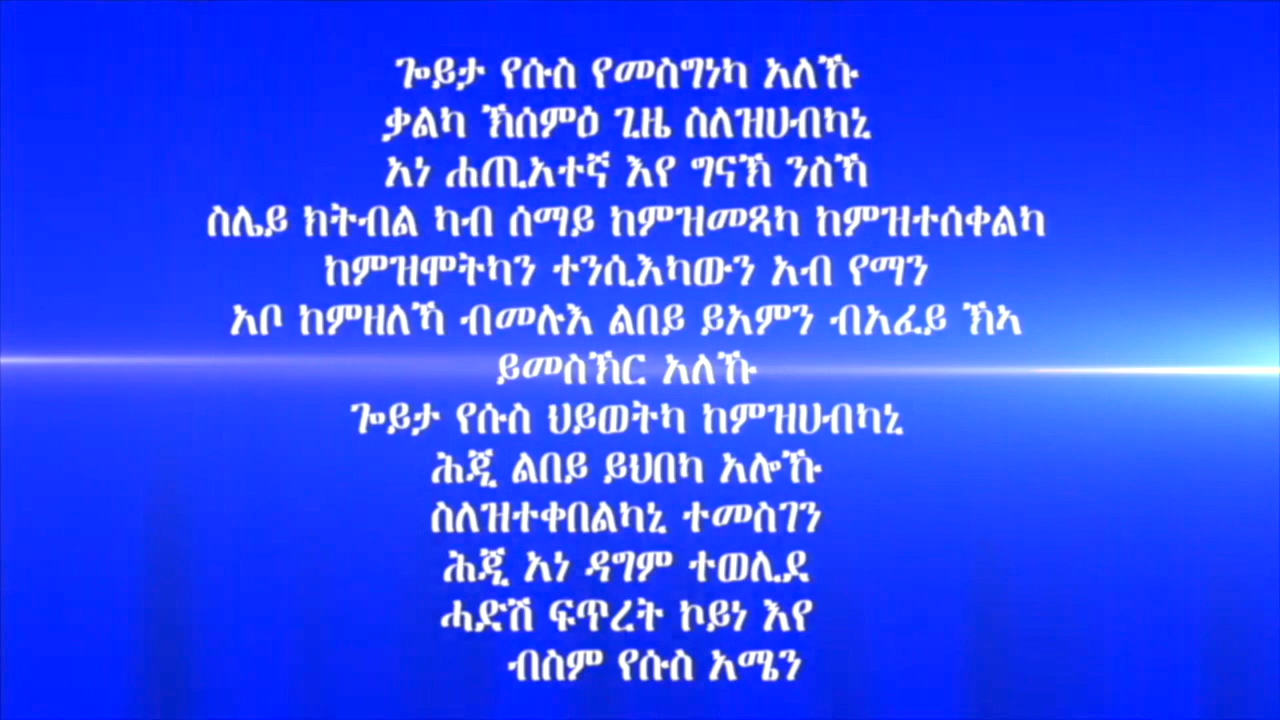 ጐይታ የሱስ የመስግነካ አለኹ
ቃልካ ኽሰምዕ ጊዜ ስለዝሀብካኒ
አነ ሐጢአተኛ እየ ግናኽ ንስኻ
ስሌይ ክትብል ካብ ሰማይ ከምዝመጻካ ከምዝተሰቀልካ
ከምዝሞትካን ተንሲእካውን አብ የማን
አቦ ከምዘለኻ ብመሉእ ልበይ ይአምን ብአፈይ ኽኣ
ይመስኽር አለኹ
ጐይታ የሱስ ህይወትካ ከምዝሀብካኒ
ሕጂ ልበይ ይህበካ አሎኹ
ስለዝተቀበልካኒ ተመስገን
ሕጂ አነ ዳግም ተወሊደ
ሓድሽ ፍጥረት ኮይነ እየ
ብስም የሱስ አሜን